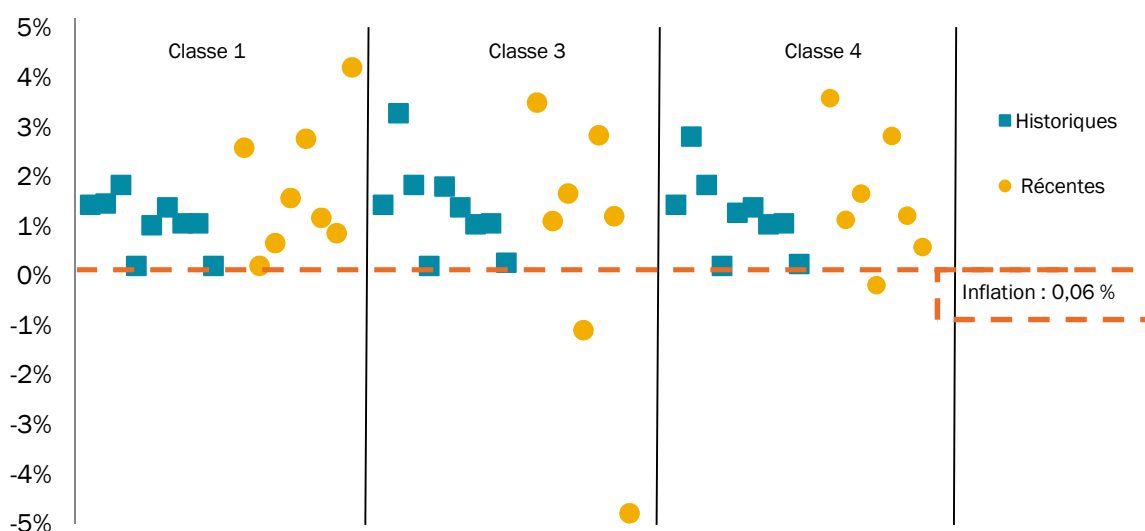 5%
4%
3%
2%
1%
0%
-1%
-2%
-3%
-4%
-5%
Classe 1
Classe 3
Classe 4
Historiques
Récentes
Inflation : 0,06 %